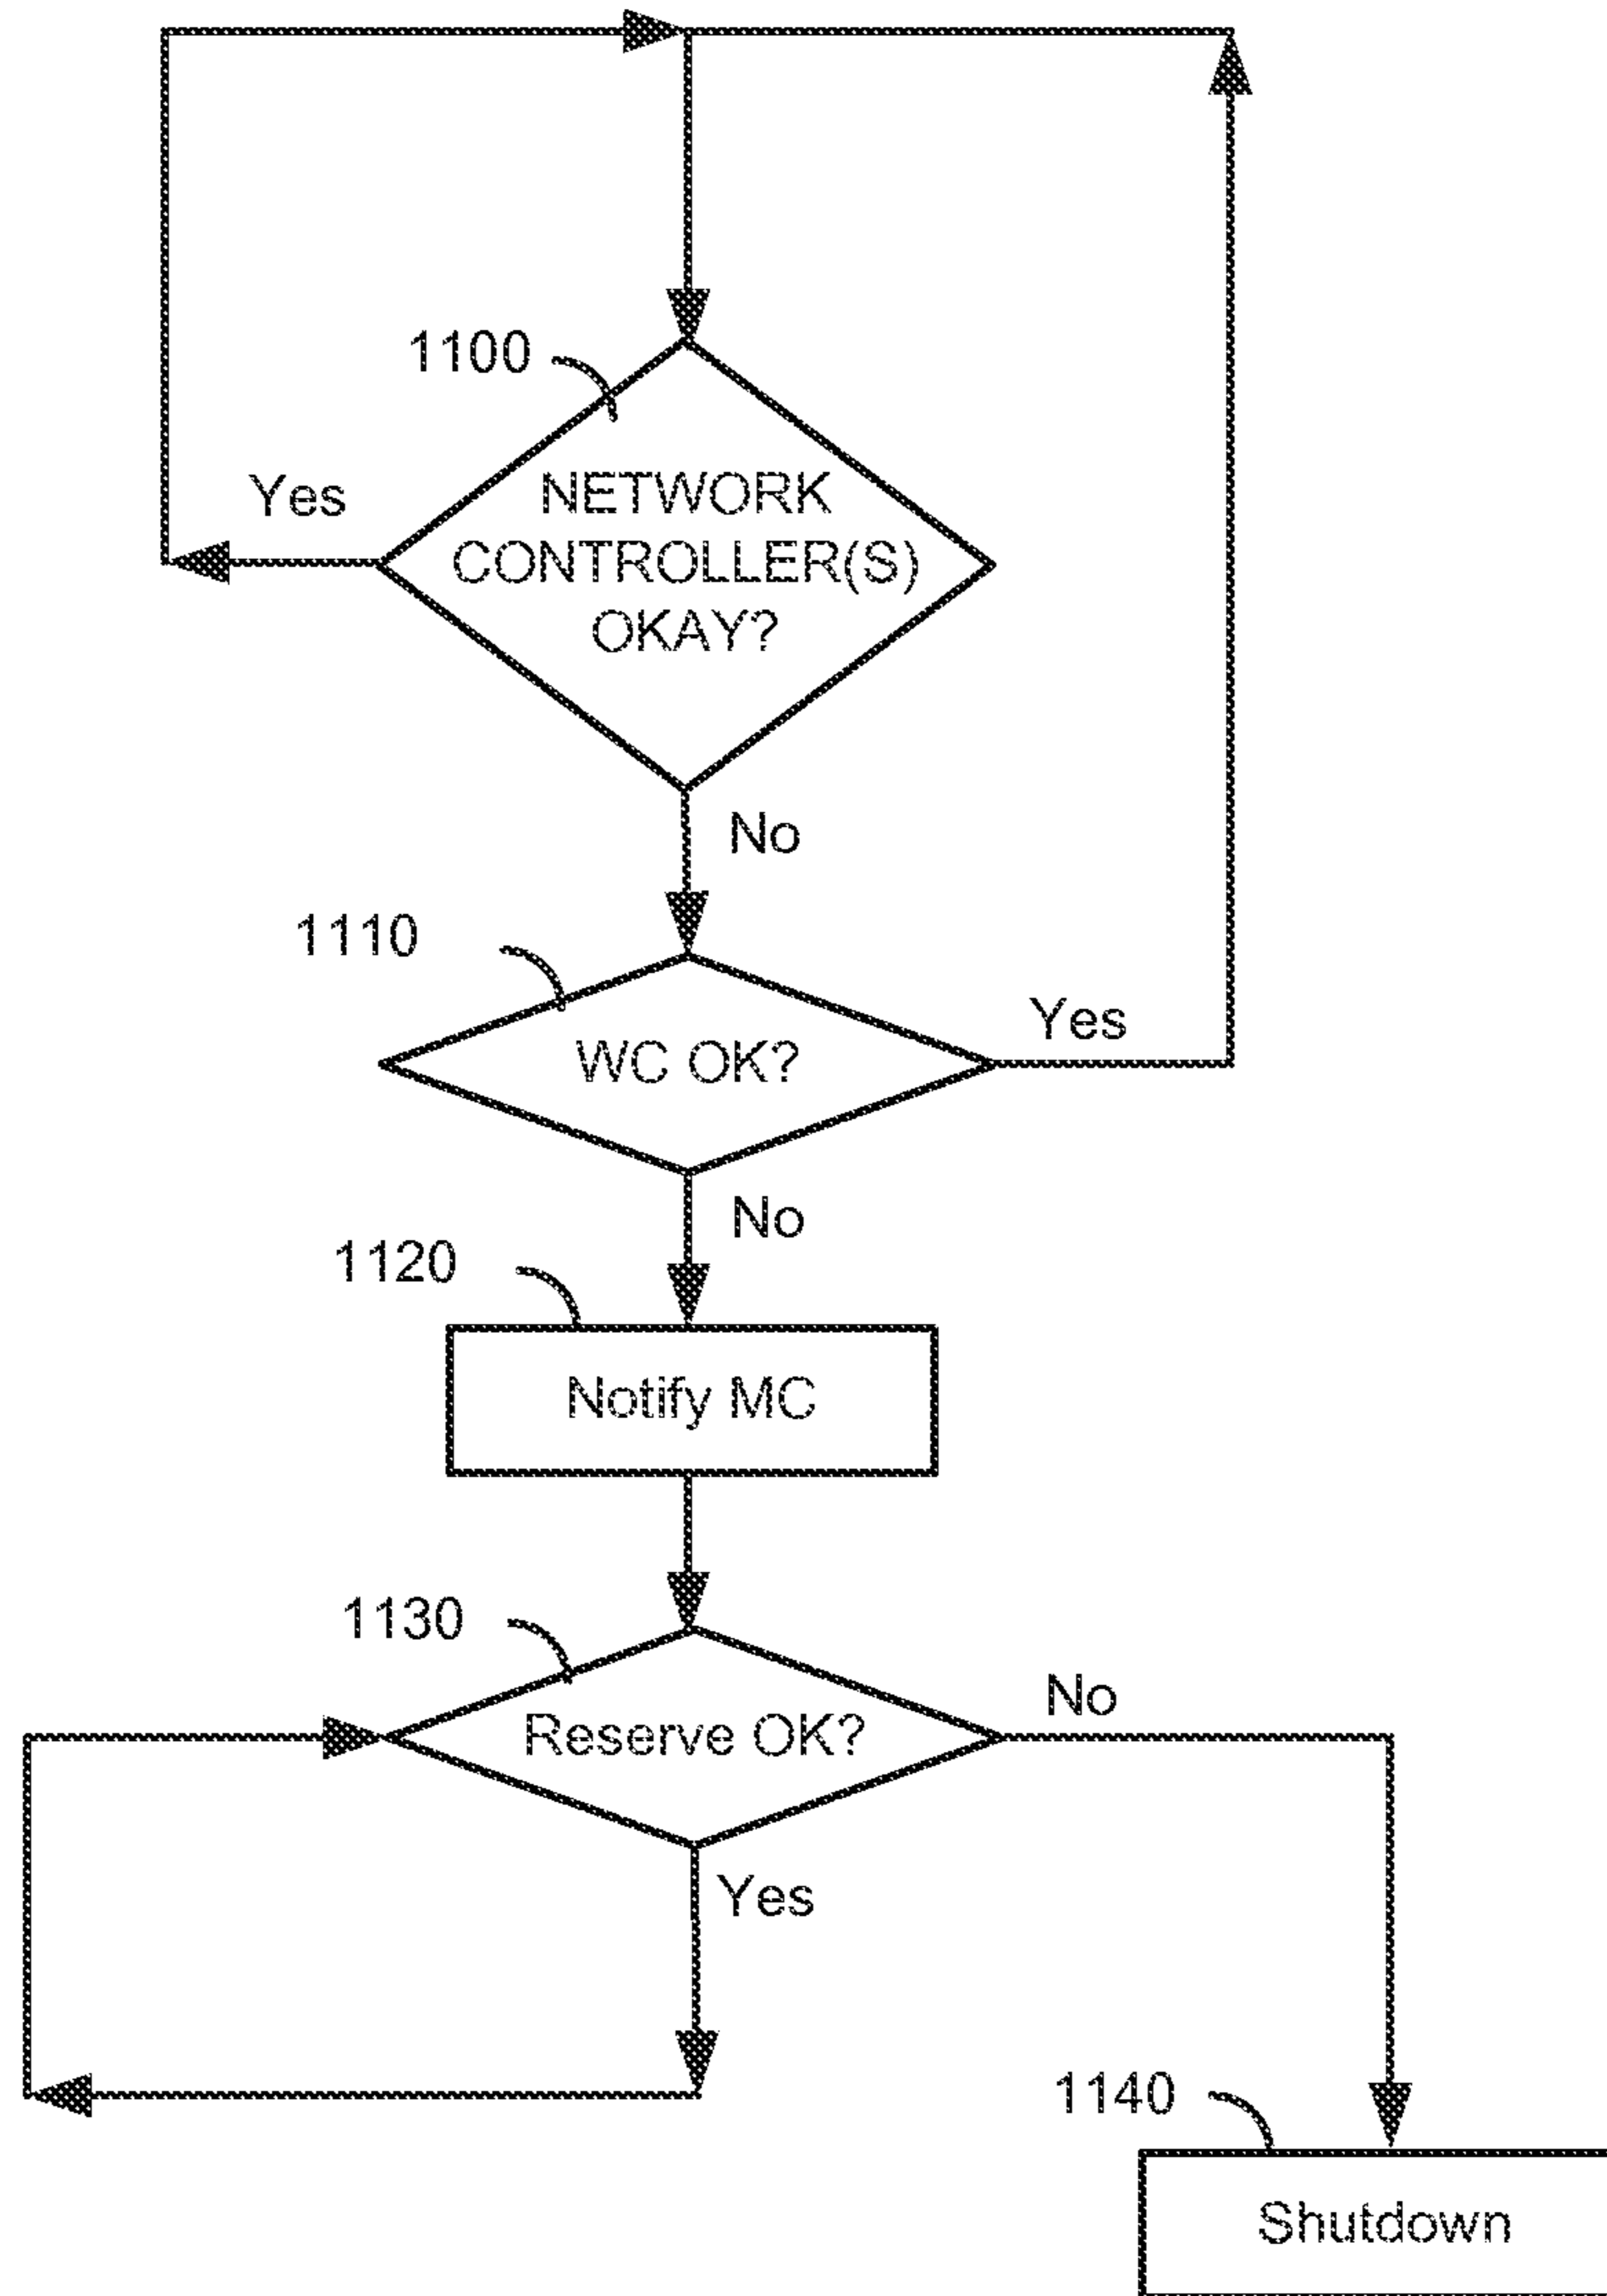 1100
Yes
NETWORK
CONTROLLER(S)
OKAY?
No
1110
WC OK?
Yes
No
1120
Notify MC
1130
Reserve OK?
No
Yes
1140
Shutdown